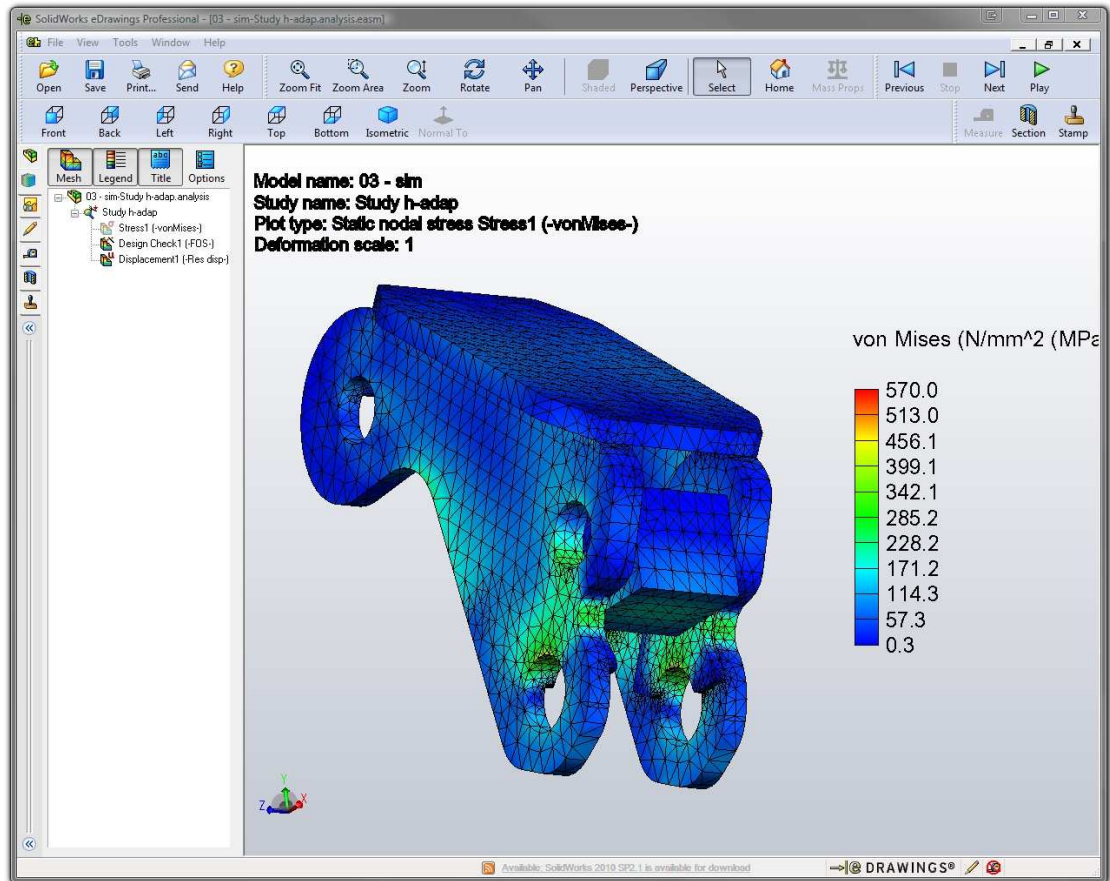 SolidWorks eDrawings Professional - [03 - sim-Study h-adap.analysis.easm]
File View Tools Window Help
Open Save Print... Send Help Zoom Fit Zoom Area Zoom Rotate Pan Shaded Perspective Select Home Mass Props Previous Stop Next Play
Front Back Left Right Top Bottom Isometric Normal To Measure Section Stamp
Mesh Legend Title Options
03 - sim-Study h-adap.analysis
Study h-adap
Stress1 (-vonMises-)
Design Check1 (-FOS-)
Displacement1 (-Res disp-)
Model name: 03 - sim
Study name: Study h-adap
Plot type: Static nodal stress Stress1 (-vonMises-)
Deformation scale: 1
von Mises (N/mm^2 (MPa
570.0
513.0
456.1
399.1
342.1
285.2
228.2
171.2
114.3
57.3
0.3
Y
Z X
Available: SolidWorks 2010 SP2.1 is available for download
DRAWINGS®